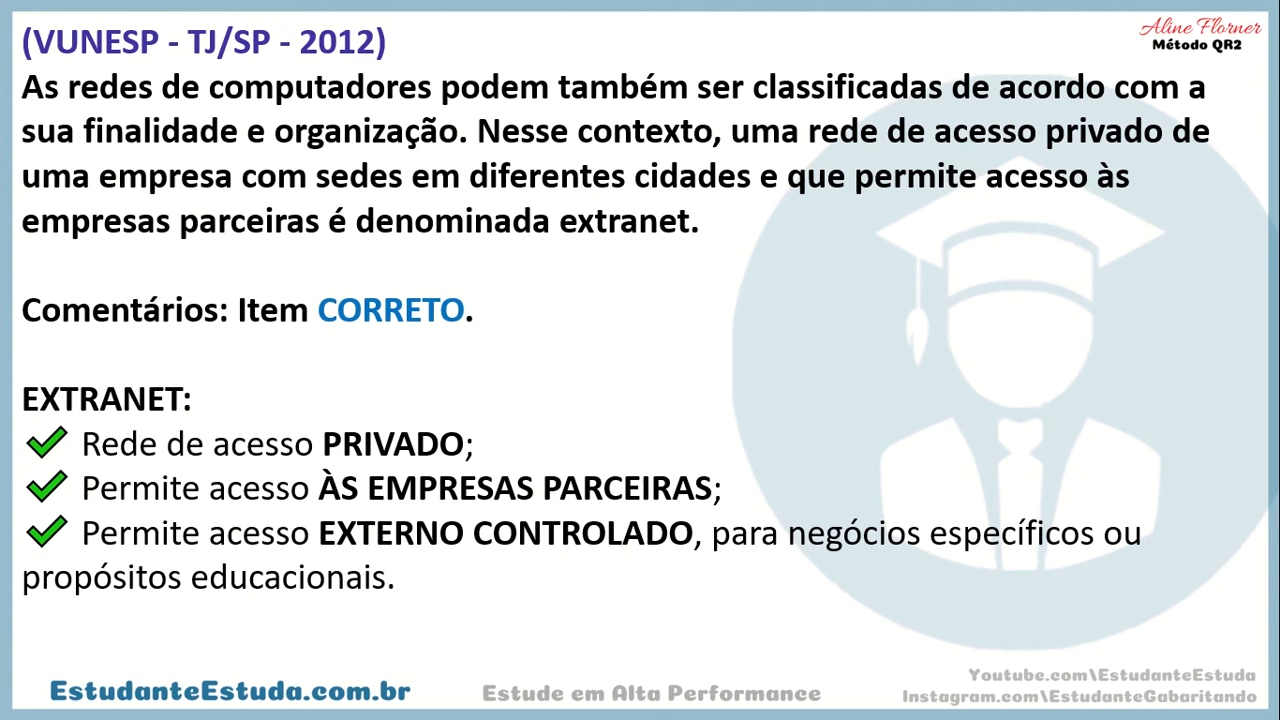 (VUNESP - TJ/SP - 2012)
Aline Florner
Método QR2
As redes de computadores podem também ser classificadas de acordo com a
sua finalidade e organização. Nesse contexto, uma rede de acesso privado de
uma empresa com sedes em diferentes cidades e que permite acesso às
empresas parceiras é denominada extranet.
Comentários: Item CORRETO.
EXTRANET:
Rede de acesso PRIVADO;
Permite acesso ÀS EMPRESAS PARCEIRAS;
Permite acesso EXTERNO CONTROLADO, para negócios específicos ou
propósitos educacionais.
EstudanteEstuda.com.br
Estude em Alta Performance
Youtube.com\EstudanteEstuda
Instagram.com\EstudanteGabaritando